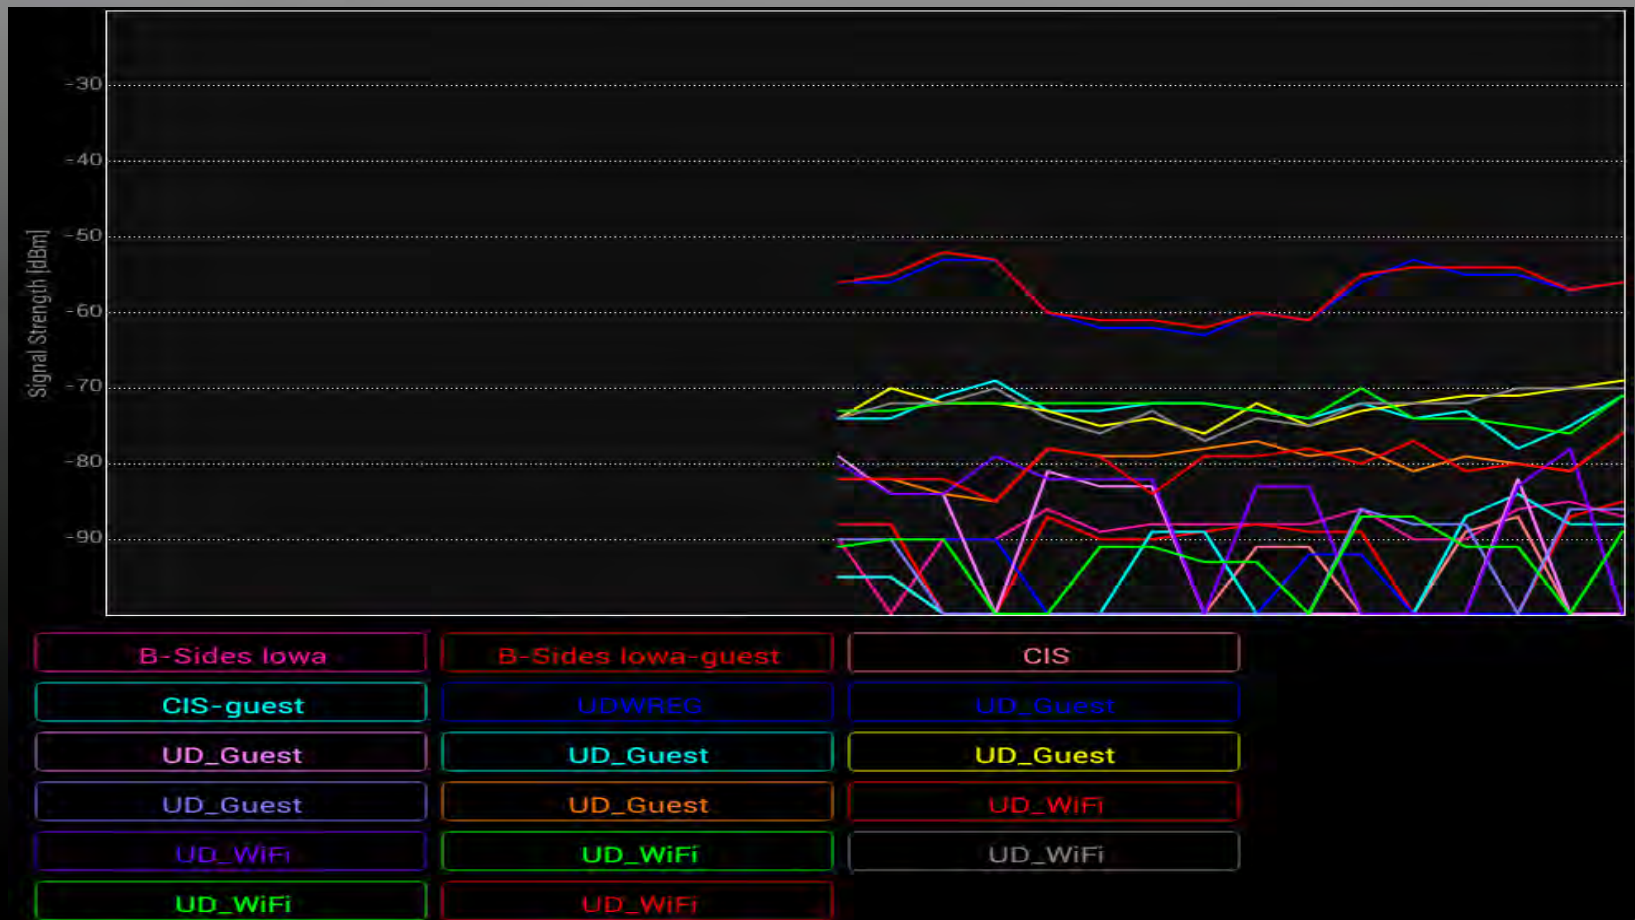 -30
-40
-50
-60
-70
-80
-90
Signal Strength [dBm]
B-Sides Iowa
B-Sides Iowa-guest
CIS
CIS-guest
UDWREG
UD_Guest
UD_Guest
UD_Guest
UD_Guest
UD_Guest
UD_Guest
UD_WiFi
UD_WiFi
UD_WiFi
UD_WiFi
UD_WiFi
UD_WiFi